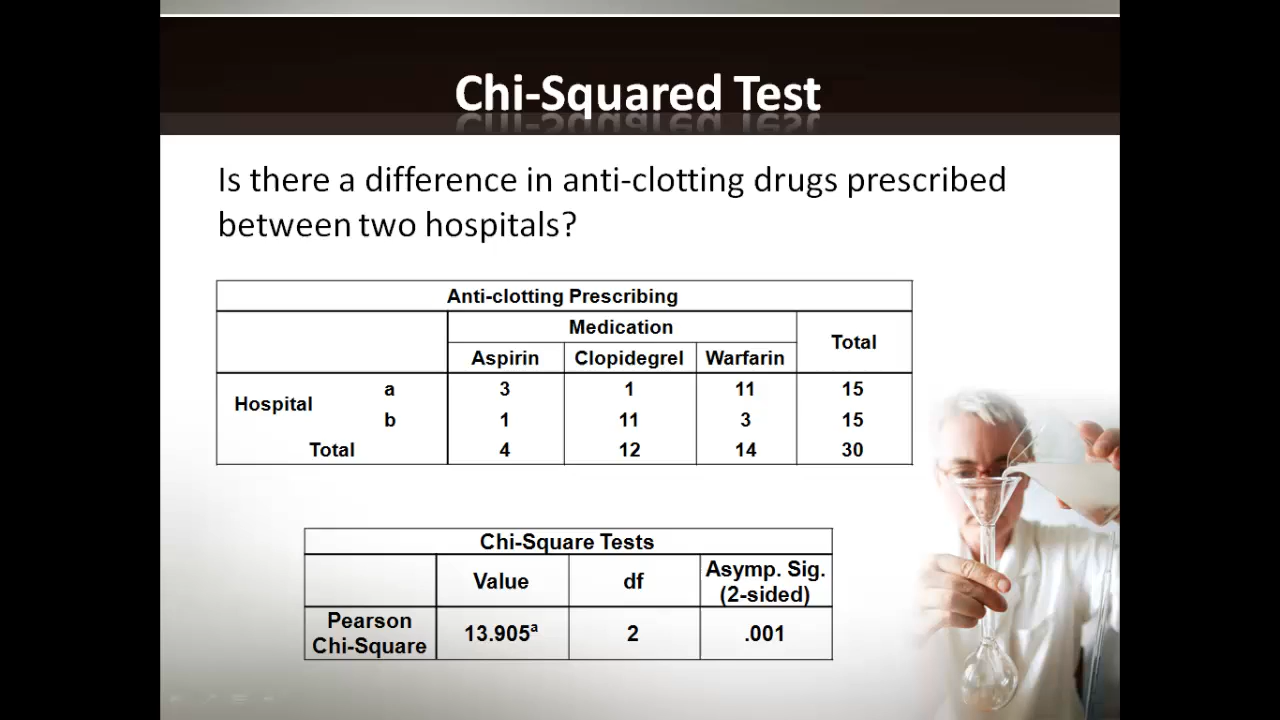 Chi-Squared Test
Is there a difference in anti-clotting drugs prescribed
between two hospitals?
Anti-clotting Prescribing
Medication Total
Aspirin Clopidegrel Warfarin
Hospital a 3 1 11 15
b 1 11 3 15
Total 4 12 14 30
Chi-Square Tests
Value df Asymp. Sig.
(2-sided)
Pearson
Chi-Square 13.905ª 2 .001